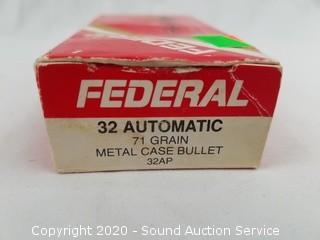 FEDERAL
32 AUTOMATIC
71 GRAIN
METAL CASE BULLET
32AP
Copyright 2020 - Sound Auction Service